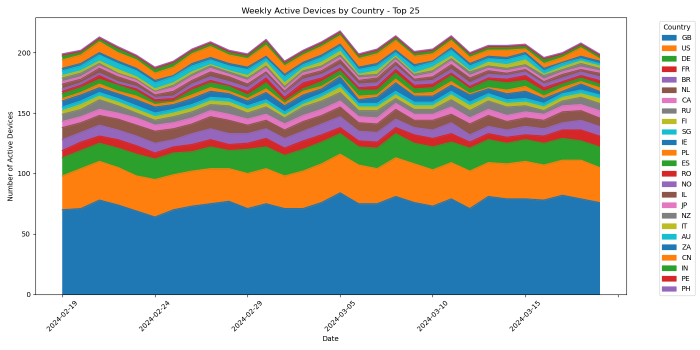 Weekly Active Devices by Country - Top 25
Number of Active Devices
200
150
100
50
0
2024-02-19
2024-02-24
2024-02-29
2024-03-05
2024-03-10
2024-03-15
Date
Country
GB
US
DE
FR
BR
NL
CA
RU
FI
SG
IE
PL
ES
RO
NO
IL
JP
NZ
IT
AU
ZA
CN
IN
PE
PH